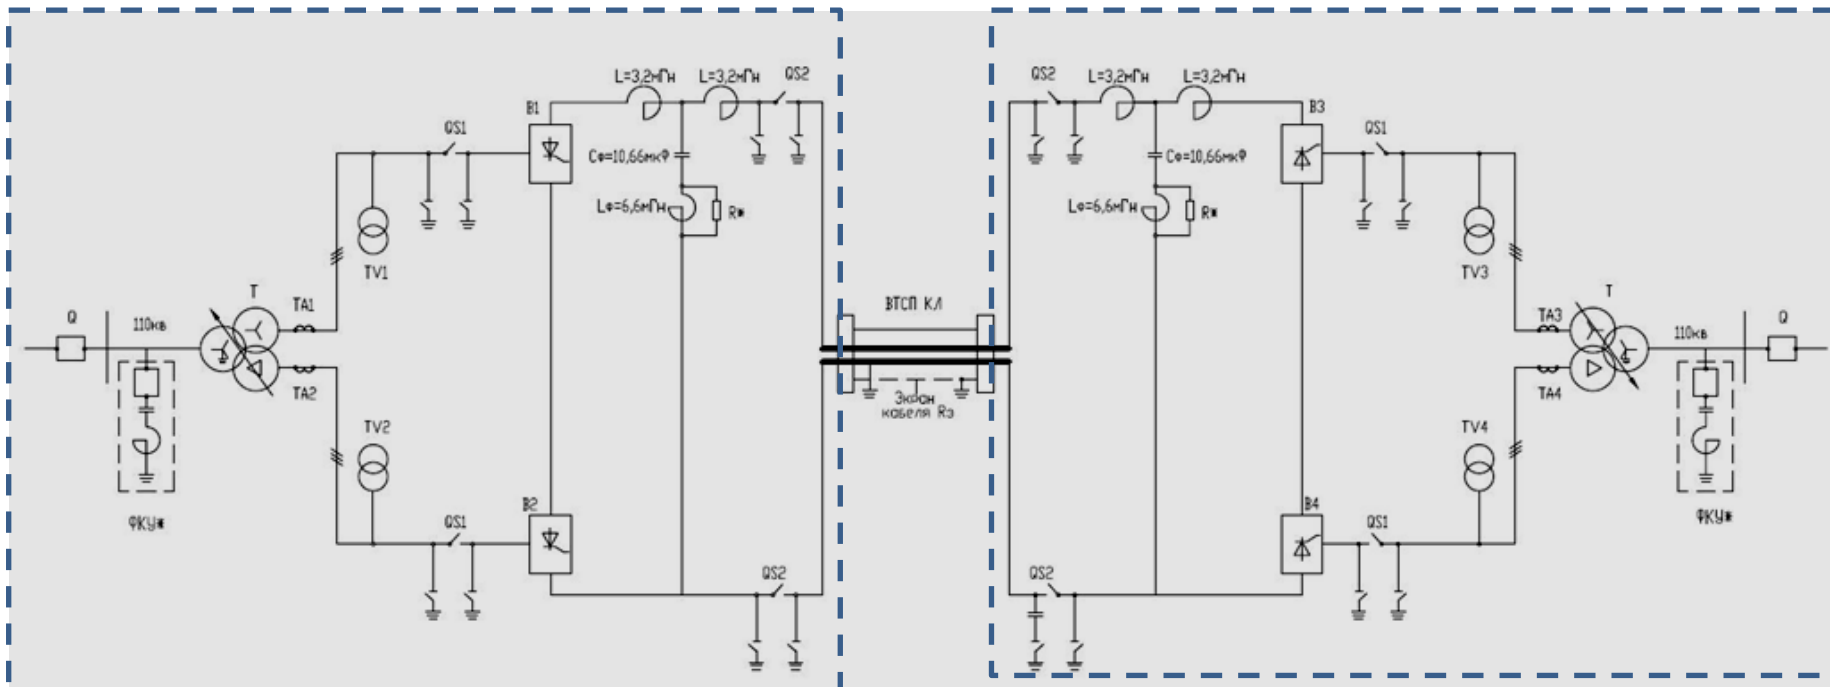 L=3,2мГн L=3,2мГн QS2
QS2 L=3,2мГн L=3,2мГн
B1
B3
QS1
QS1
Cф=10,66мкФ
Cф=10,66мкФ
Lф=6,6мГн R*
Lф=6,6мГн R*
TV1
TV3
T
T
TA1
TA3
ВТСП КЛ
Q
Q
110кв
110кв
TA2
TA4
Экран
кабеля Rэ
TV2
TV4
B2
B4
QS1
QS1
ФКУ*
ФКУ*
QS2
QS2